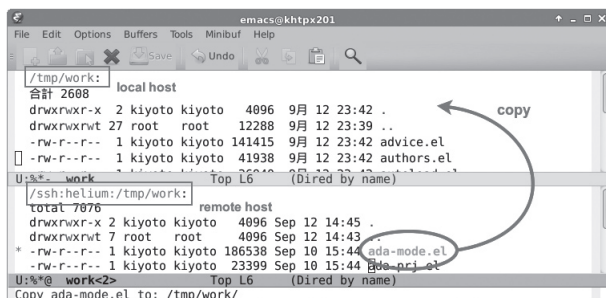 emacs@khtpx201
File Edit Options Buffers Tools Minibuf Help
Save Undo
/tmp/work:
local host
合計 2608
drwxrwxr-x 2 kiyoto kiyoto 4096 9月 12 23:42 .
copy
drwxrwxrwt 27 root root 12288 9月 12 23:39 ..
-rw-r--r-- 1 kiyoto kiyoto 141415 9月 12 23:42 advice.el
-rw-r--r-- 1 kiyoto kiyoto 41938 9月 12 23:42 authors.el
U:%*- work Top L6 (Dired by name)
/ssh:helium:/tmp/work:
remote host
total 7076
drwxrwxr-x 2 kiyoto kiyoto 4096 Sep 12 14:45 .
drwxrwxrwt 7 root root 4096 Sep 12 14:43 ..
* -rw-r--r-- 1 kiyoto kiyoto 186538 Sep 10 15:44 ada-mode.el
-rw-r--r-- 1 kiyoto kiyoto 23399 Sep 10 15:44 ada-prj.el
U:%*@ work<2> Top L6 (Dired by name)
Copy ada-mode.el to: /tmp/work/